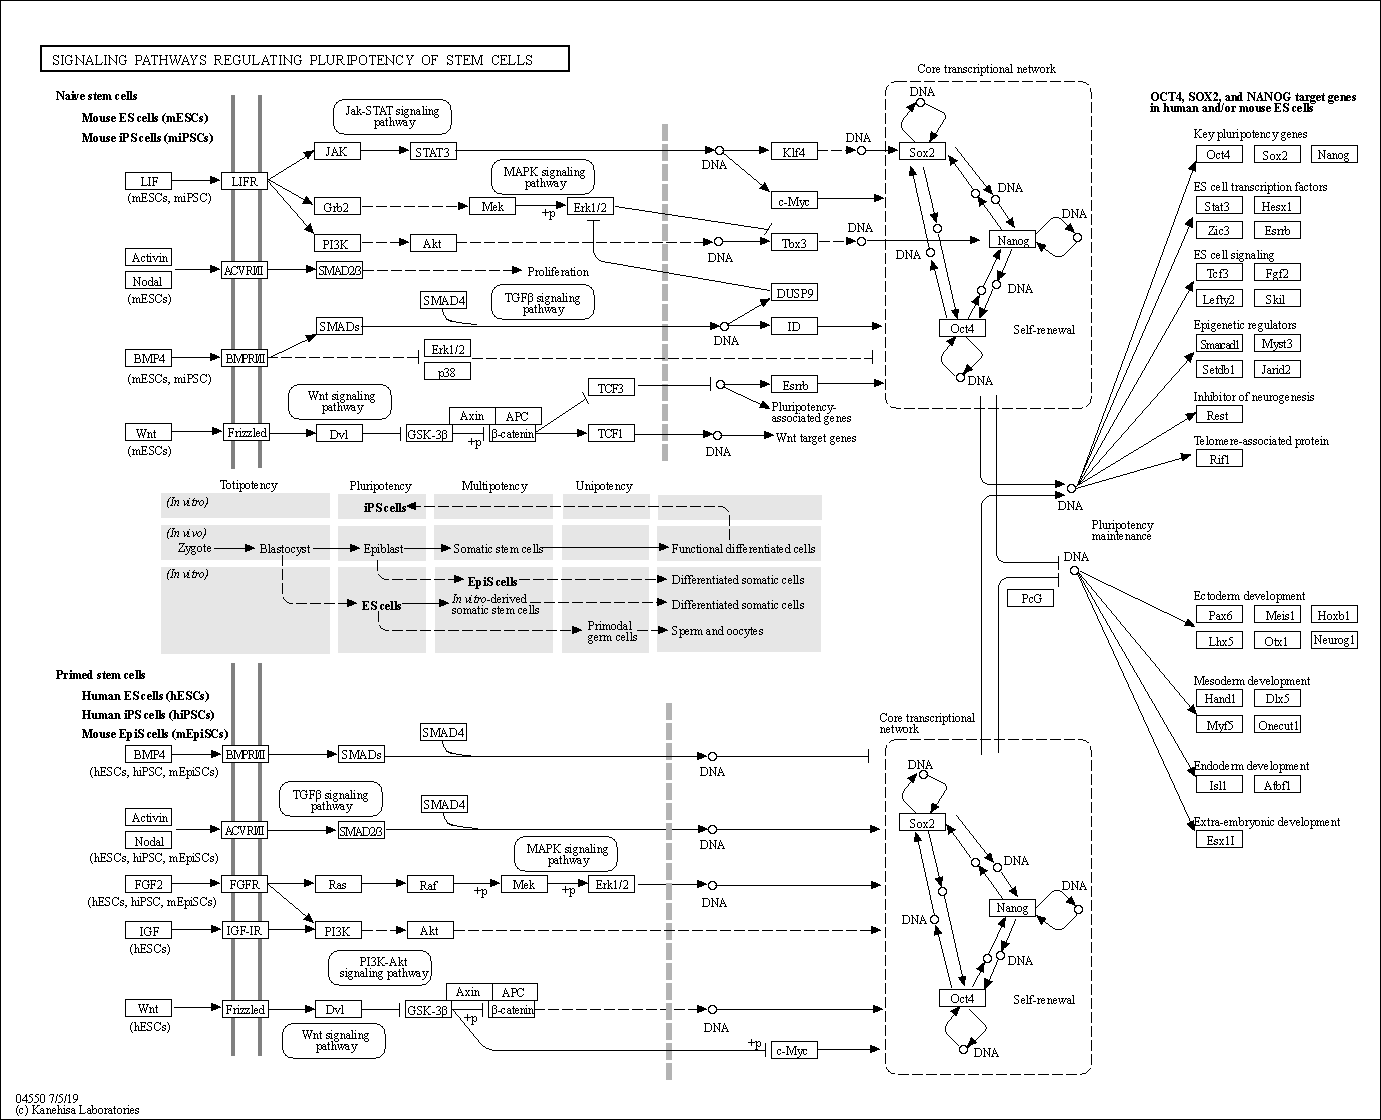 SIGNALING PATHWAYS REGULATING PLURIPOTENCY OF STEM CELLS
Naive stem cells
Mouse ES cells (mESCs)
Mouse iPS cells (miPSCs)
Jak-STAT signaling
pathway
JAK
STAT3
DNA
Klf4
DNA
LIF
(mESCs, miPSC)
LIFR
MAPK signaling
pathway
c-Myc
Grb2
Mek
+p
Erk1/2
PI3K
Akt
DNA
Tbx3
DNA
Activin
Nodal
(mESCs)
ACVRI/II
SMAD2/3
Proliferation
SMAD4
TGFβ signaling
pathway
DUSP9
SMADs
DNA
ID
BMP4
(mESCs, miPSC)
BMPRI/II
Erk1/2
p38
Wnt signaling
pathway
TCF3
DNA
Esrrb
Pluripotency-
associated genes
Wnt
(mESCs)
Frizzled
Dvl
GSK-3β
Axin
APC
+p
β-catenin
TCF1
DNA
Wnt target genes
Core transcriptional network
DNA
Sox2
DNA
DNA
Nanog
DNA
DNA
Oct4
Self-renewal
DNA
OCT4, SOX2, and NANOG target genes
in human and/or mouse ES cells
Key pluripotency genes
Oct4
Sox2
Nanog
ES cell transcription factors
Stat3
Hesx1
Zic3
Esrrb
ES cell signaling
Tcf3
Fgf2
Lefty2
Skil
Epigenetic regulators
Smarcad1
Myst3
Setdb1
Jarid2
Inhibitor of neurogenesis
Rest
Telomere-associated protein
Rif1
DNA
Pluripotency
maintenance
DNA
PcG
Ectoderm development
Pax6
Meis1
Hoxb1
Lhx5
Otx1
Neurog1
Mesoderm development
Hand1
Dlx5
Myf5
Onecut1
Endoderm development
Isl1
Atbf1
Extra-embryonic development
Esx1l
Totipotency
Pluripotency
Multipotency
Unipotency
(In vitro)
iPS cells
(In vivo)
Zygote
Blastocyst
Epiblast
Somatic stem cells
Functional differentiated cells
(In vitro)
EpiS cells
Differentiated somatic cells
ES cells
In vitro-derived
somatic stem cells
Differentiated somatic cells
Primodal
germ cells
Sperm and oocytes
Primed stem cells
Human ES cells (hESCs)
Human iPS cells (hiPSCs)
Mouse EpiS cells (mEpiSCs)
BMP4
(hESCs, hiPSC, mEpiSCs)
BMPRI/II
SMADs
SMAD4
DNA
TGFβ signaling
pathway
Activin
Nodal
(hESCs, hiPSC, mEpiSCs)
ACVRI/II
SMAD2/3
SMAD4
DNA
MAPK signaling
pathway
FGF2
(hESCs, hiPSC, mEpiSCs)
FGFR
Ras
Raf
+p
Mek
+p
Erk1/2
DNA
IGF
(hESCs)
IGF-IR
PI3K
Akt
PI3K-Akt
signaling pathway
Wnt
(hESCs)
Frizzled
Dvl
GSK-3β
Axin
APC
+p
β-catenin
DNA
Wnt signaling
pathway
+p
c-Myc
Core transcriptional
network
DNA
Sox2
DNA
DNA
Nanog
DNA
DNA
Oct4
Self-renewal
DNA
04550 7/5/19
(c) Kanehisa Laboratories